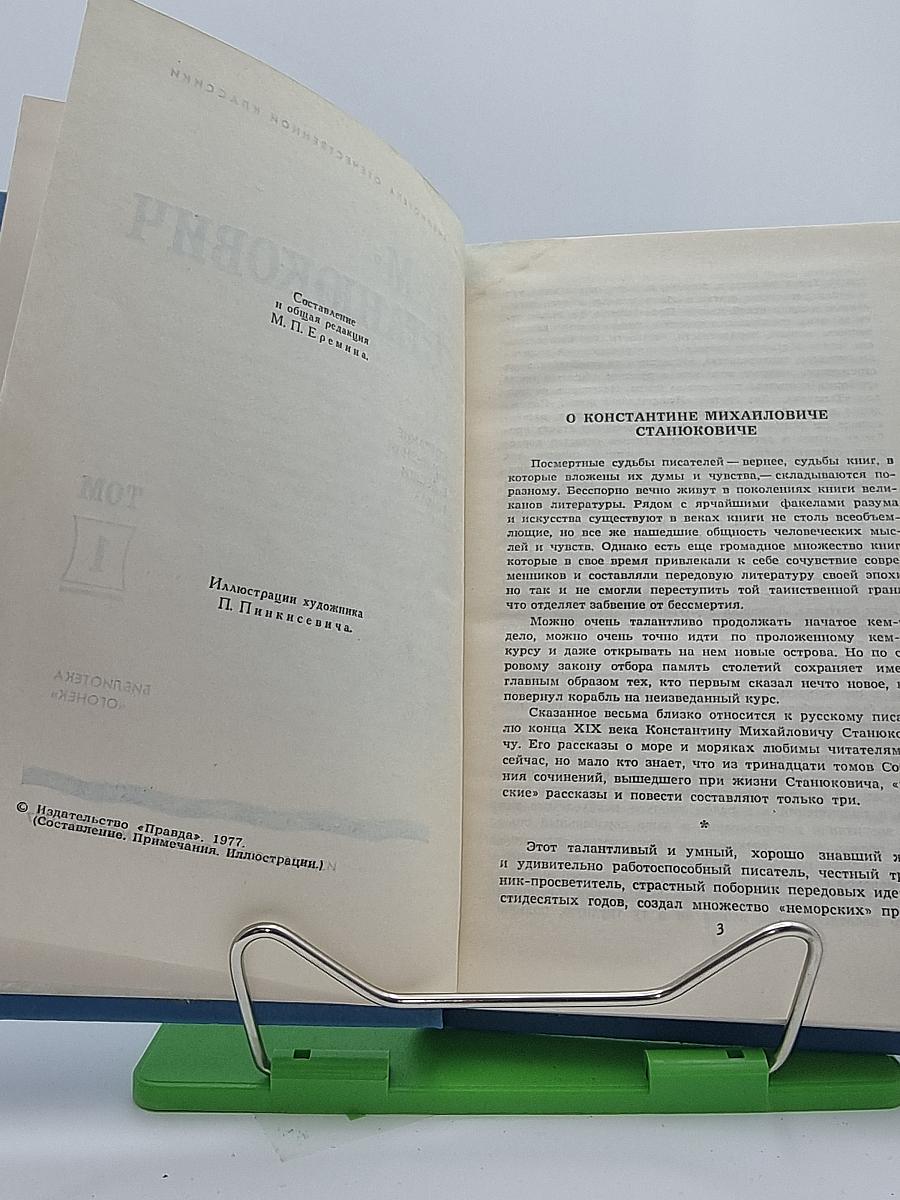 Составление
и общая редакция
М. П. Еремина.
Иллюстрации художника
П. Пинкисевича.
© Издательство «Правда». 1977.
(Составление. Примечания. Иллюстрации.)
О КОНСТАНТИНЕ МИХАЙЛОВИЧЕ
СТАНЮКОВИЧЕ
Посмертные судьбы писателей — вернее, судьбы книг, в
которые вложены их думы и чувства,— складываются по-
разному. Бесспорно вечно живут в поколениях книги вели-
канов литературы. Рядом с ярчайшими факелами разума
и искусства существуют в веках книги не столь всеобъем-
лющие, но все же нашедшие общность человеческих мыс-
лей и чувств. Однако есть еще громадное множество книг
которые в свое время привлекали к себе сочувствие совре-
менников и составляли передовую литературу своей эпохи
но так и не смогли переступить той таинственной гран
что отделяет забвение от бессмертия.
Можно очень талантливо продолжать начатое кем-
дело, можно очень точно идти по проложенному кем-
курсу и даже открывать на нем новые острова. Но по с
ровому закону отбора память столетий сохраняет име
главным образом тех, кто первым сказал нечто новое,
повернул корабль на неизведанный курс.
Сказанное весьма близко относится к русскому писа
лю конца XIX века Константину Михайловичу Станюко
чу. Его рассказы о море и моряках любимы читателям
сейчас, но мало кто знает, что из тринадцати томов Со
ния сочинений, вышедшего при жизни Станюковича, «
ские» рассказы и повести составляют только три.
*
Этот талантливый и умный, хорошо знавший ж
и удивительно работоспособный писатель, честный тр
ник-просветитель, страстный поборник передовых иде
стидесятых годов, создал множество «неморских» пр
3